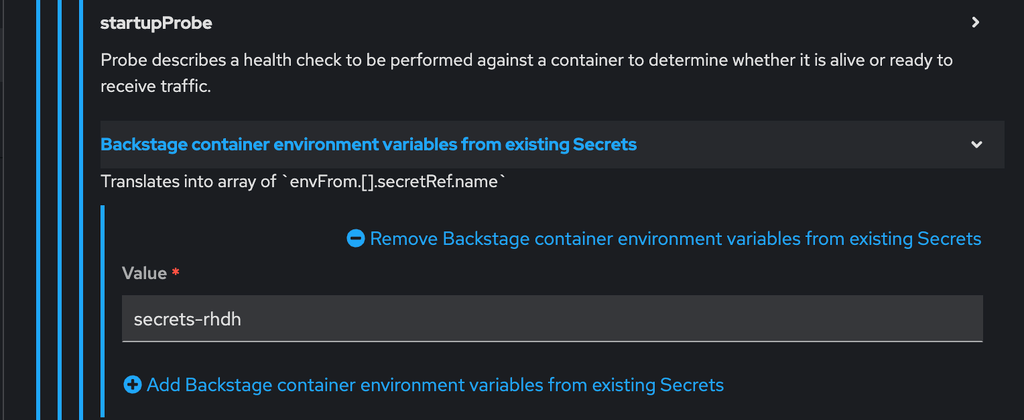 startupProbe
Probe describes a health check to be performed against a container to determine whether it is alive or ready to
receive traffic.
Backstage container environment variables from existing Secrets
Translates into array of `envFrom.[].secretRef.name`
Remove Backstage container environment variables from existing Secrets
Value *
secrets-rhdh
Add Backstage container environment variables from existing Secrets